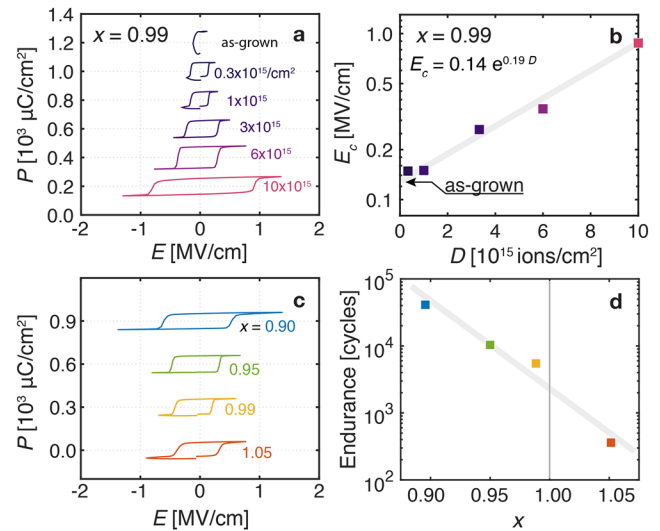 x = 0.99
a
as-grown
0.3x10¹⁵/cm²
1x10¹⁵
3x10¹⁵
6x10¹⁵
10x10¹⁵
P [10³ µC/cm²]
1.4
1.2
1.0
0.8
0.6
0.4
0.2
0.0
-2
-1
0
1
2
E [MV/cm]
x = 0.99
b
E_c = 0.14 e^0.19 D
as-grown
E_c [MV/cm]
1.0
0.2
0.1
0
2
4
6
8
10
D [10¹⁵ ions/cm²]
c
x = 0.90
0.95
0.99
1.05
P [10³ µC/cm²]
0.9
0.6
0.3
0.0
-2
-1
0
1
2
E [MV/cm]
d
Endurance [cycles]
10⁵
10⁴
10³
10²
0.90
0.95
1.00
1.05
x